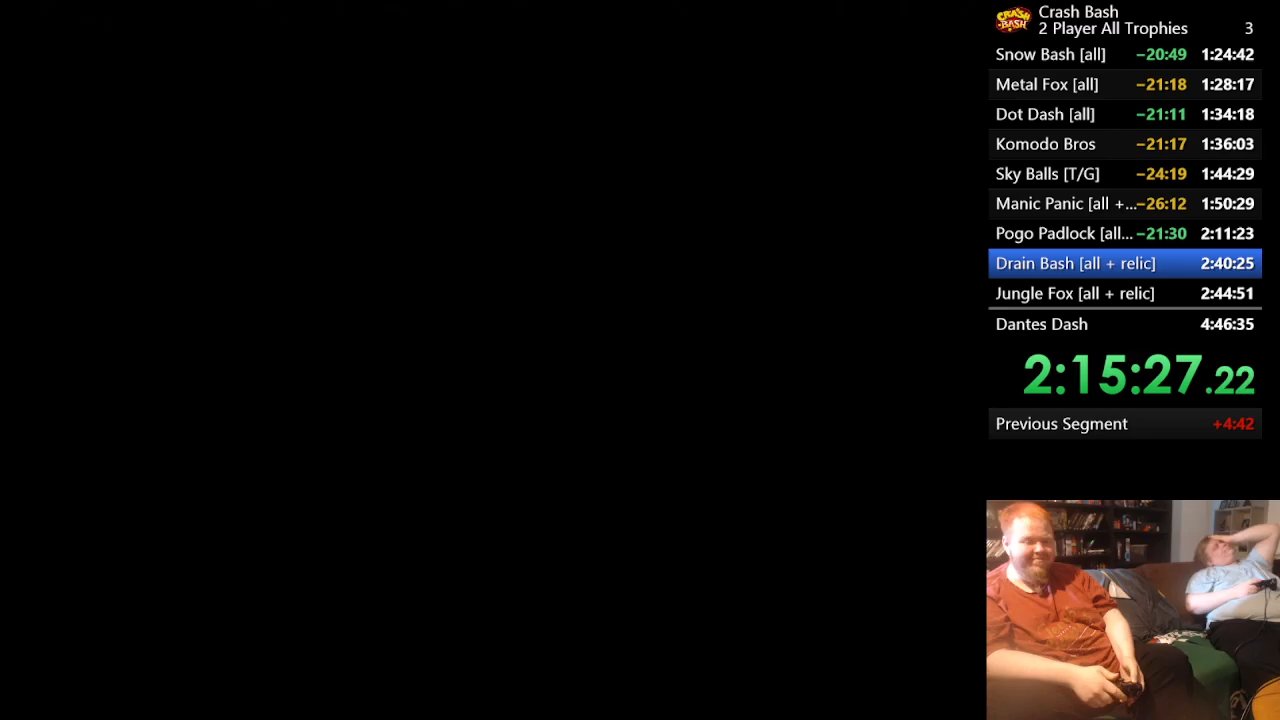 CRASH BASH
Crash Bash
2 Player All Trophies 3
Snow Bash [all] −20:49 1:24:42
Metal Fox [all] −21:18 1:28:17
Dot Dash [all] −21:11 1:34:18
Komodo Bros −21:17 1:36:03
Sky Balls [T/G] −24:19 1:44:29
Manic Panic [all +... −26:12 1:50:29
Pogo Padlock [all... −21:30 2:11:23
Drain Bash [all + relic] 2:40:25
Jungle Fox [all + relic] 2:44:51
Dantes Dash 4:46:35
2:15:27.22
Previous Segment +4:42